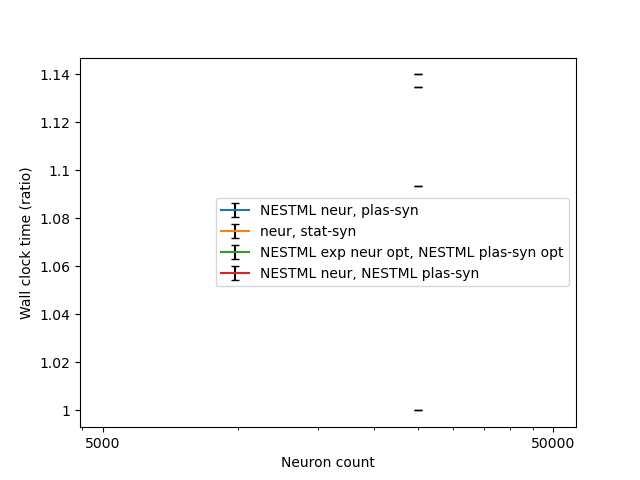 1.14
1.12
1.1
1.08
1.06
1.04
1.02
1
Wall clock time (ratio)
NESTML neur, plas-syn
neur, stat-syn
NESTML exp neur opt, NESTML plas-syn opt
NESTML neur, NESTML plas-syn
5000
50000
Neuron count